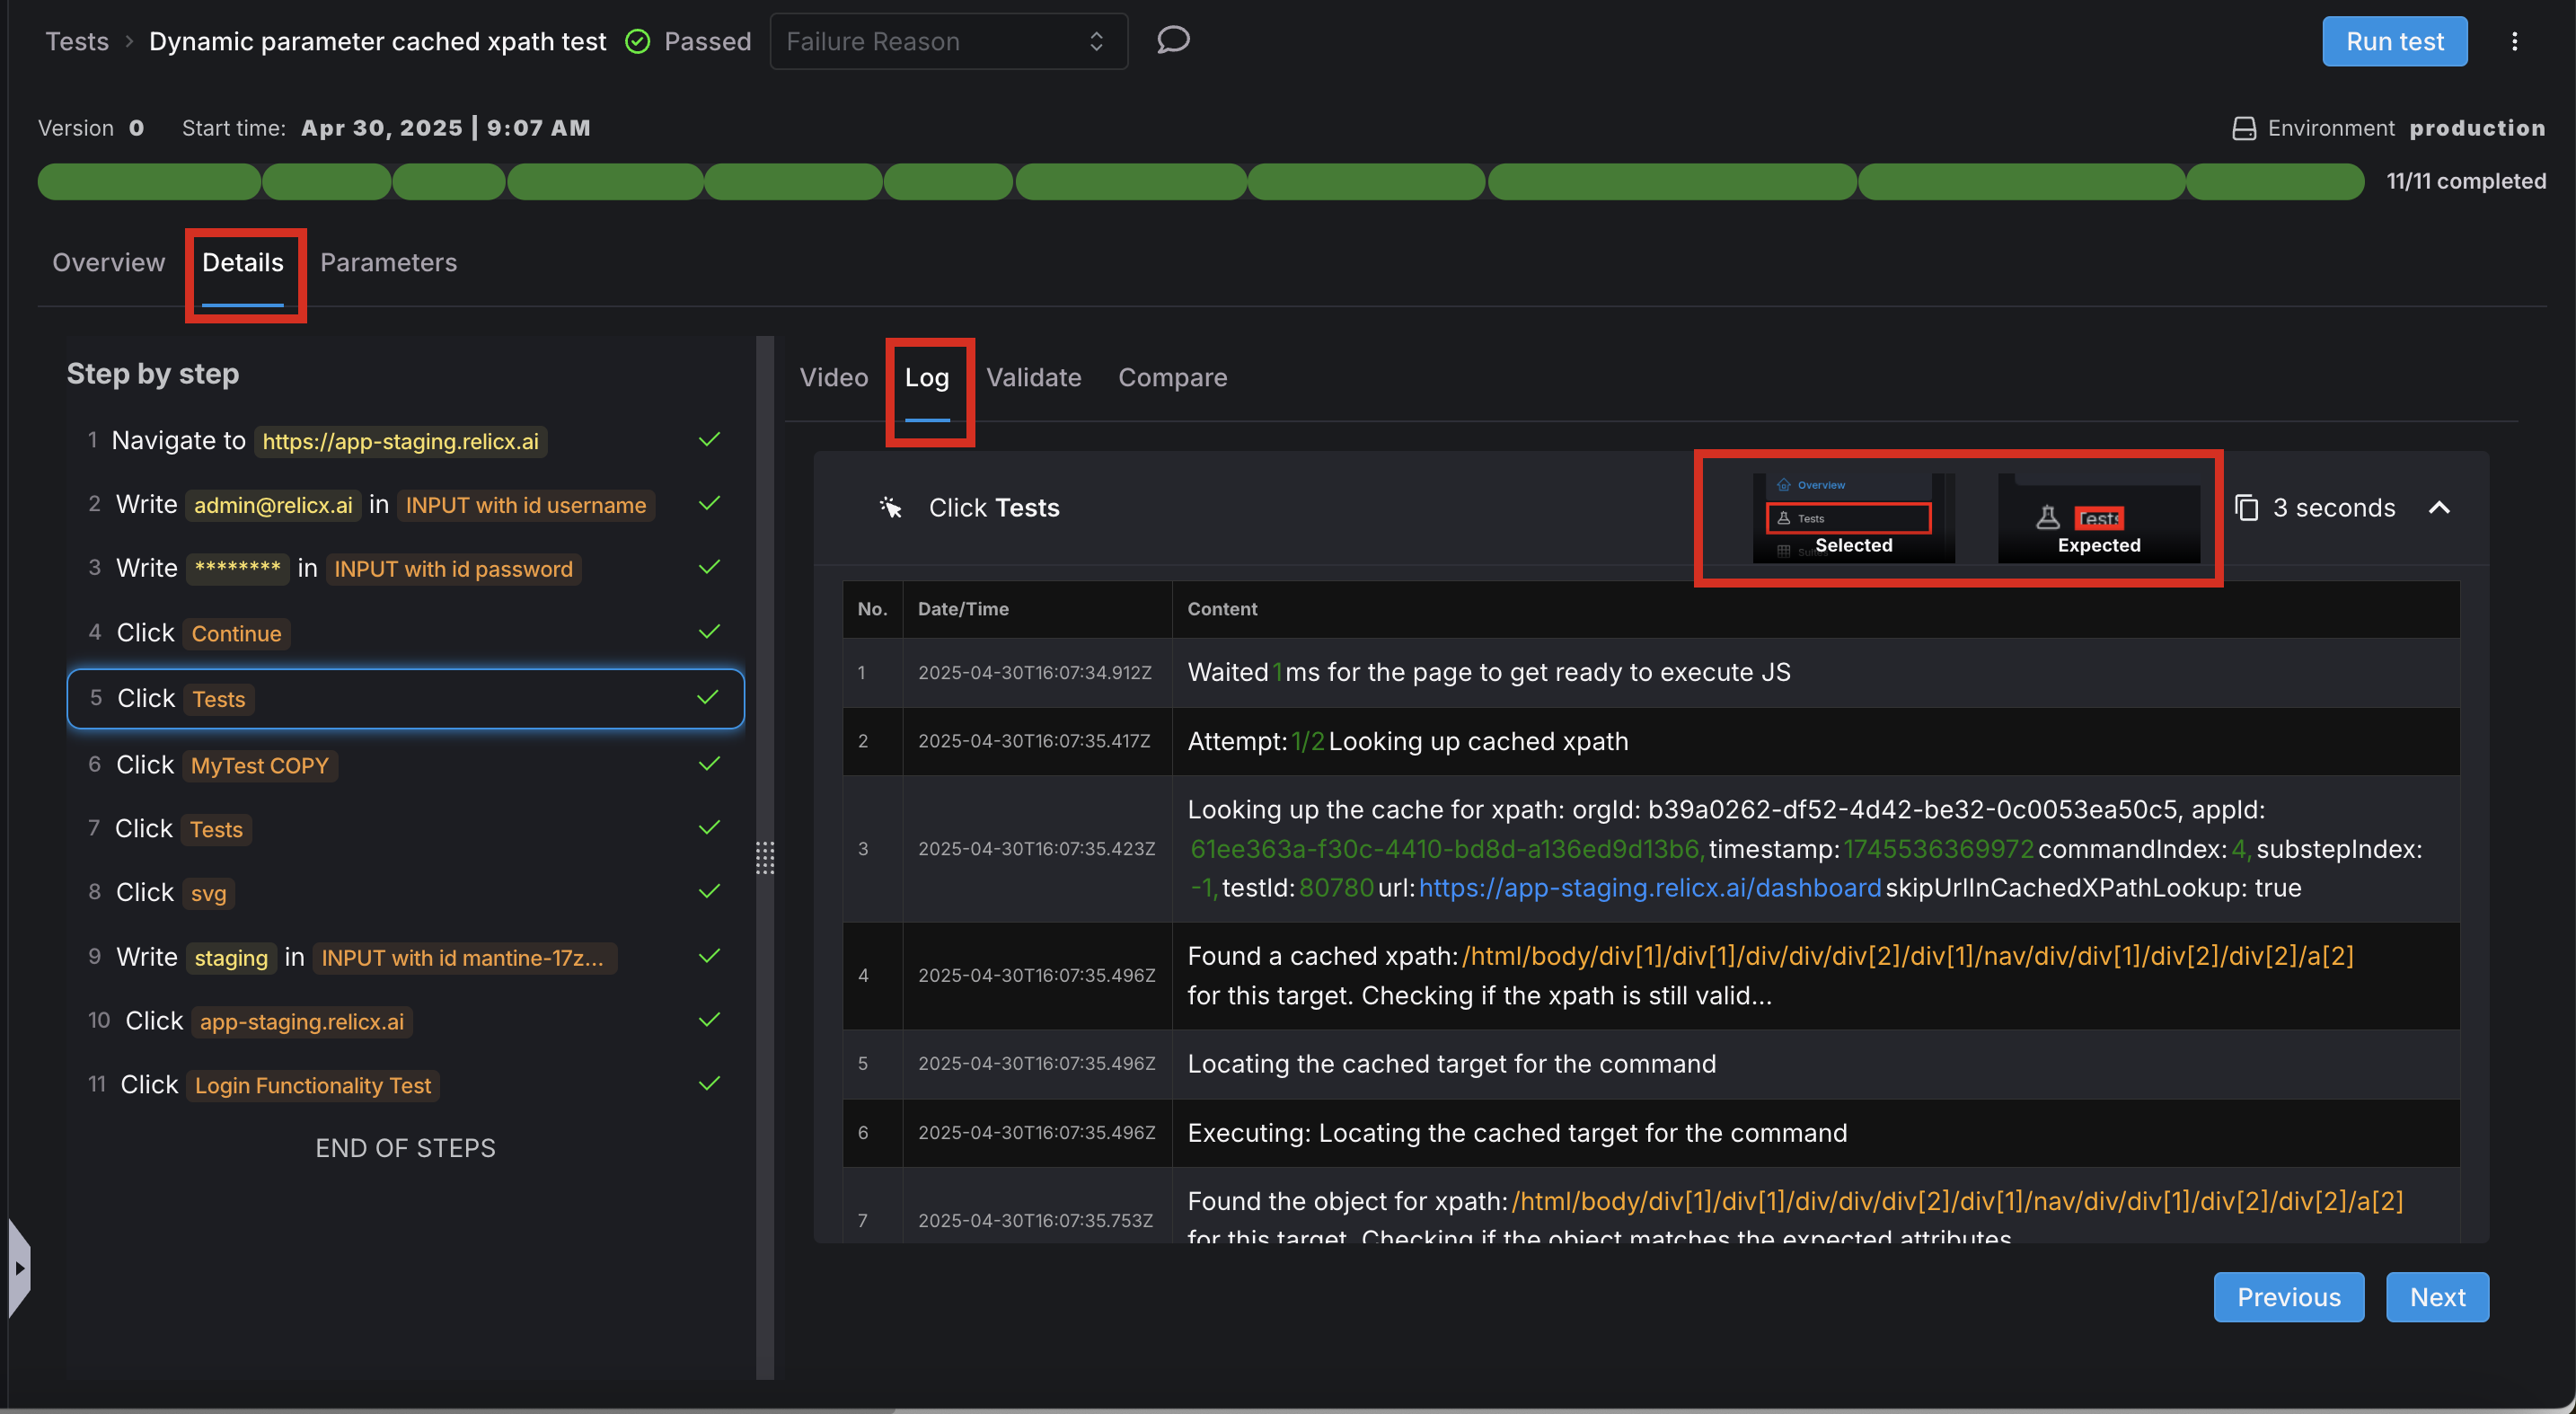 Tests > Dynamic parameter cached xpath test Passed Failure Reason Run test
Version 0 Start time: Apr 30, 2025 | 9:07 AM Environment production
11/11 completed
Overview Details Parameters
Step by step
1 Navigate to https://app-staging.relicx.ai
2 Write admin@relicx.ai in INPUT with id username
3 Write ******** in INPUT with id password
4 Click Continue
5 Click Tests
6 Click MyTest COPY
7 Click Tests
8 Click svg
9 Write staging in INPUT with id mantine-17z...
10 Click app-staging.relicx.ai
11 Click Login Functionality Test
END OF STEPS
Video Log Validate Compare
Click Tests
Overview
Tests
Selected
Tests
Expected
3 seconds
No. Date/Time Content
1 2025-04-30T16:07:34.912Z Waited 1ms for the page to get ready to execute JS
2 2025-04-30T16:07:35.417Z Attempt: 1/2 Looking up cached xpath
3 2025-04-30T16:07:35.423Z Looking up the cache for xpath: orgId: b39a0262-df52-4d42-be32-0c0053ea50c5, appId:
61ee363a-f30c-4410-bd8d-a136ed9d13b6, timestamp: 1745536369972 commandIndex: 4, substepIndex:
-1, testId: 80780 url: https://app-staging.relicx.ai/dashboard skipUrlInCachedXPathLookup: true
4 2025-04-30T16:07:35.496Z Found a cached xpath: /html/body/div[1]/div[1]/div/div/div[2]/div[1]/nav/div/div[1]/div[2]/div[2]/a[2]
for this target. Checking if the xpath is still valid...
5 2025-04-30T16:07:35.496Z Locating the cached target for the command
6 2025-04-30T16:07:35.496Z Executing: Locating the cached target for the command
7 2025-04-30T16:07:35.753Z Found the object for xpath: /html/body/div[1]/div[1]/div/div/div[2]/div[1]/nav/div/div[1]/div[2]/div[2]/a[2]
for this target. Checking if the object matches the expected attributes
Previous Next